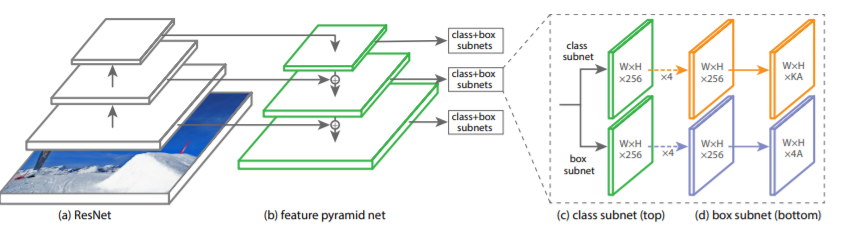 class+box
subnets
class+box
subnets
class+box
subnets
class
subnet
W×H
×256
×4
W×H
×256
W×H
×KA
box
subnet
W×H
×256
×4
W×H
×256
W×H
×4A
(a) ResNet
(b) feature pyramid net
(c) class subnet (top)
(d) box subnet (bottom)